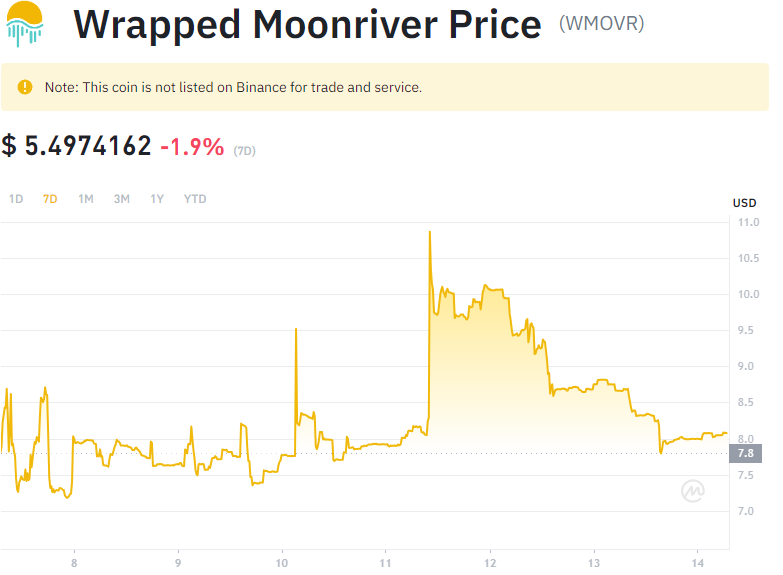 Wrapped Moonriver Price (WMOVR)
Note: This coin is not listed on Binance for trade and service.
$ 5.4974162 -1.9% (7D)
1D 7D 1M 3M 1Y YTD
USD
11.0
10.5
10.0
9.5
9.0
8.5
8.0
7.8
7.5
7.0
8 9 10 11 12 13 14